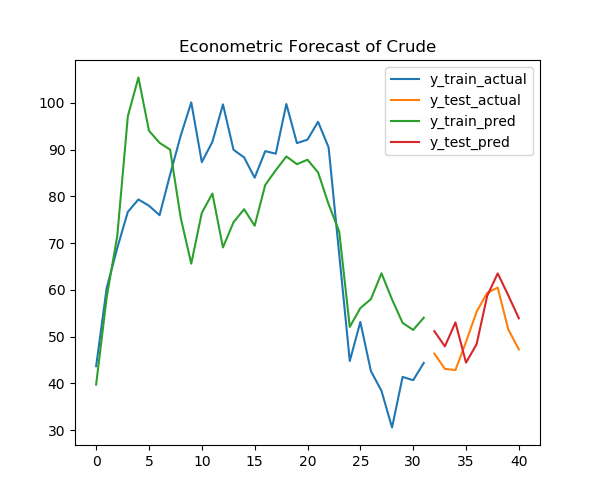 Econometric Forecast of Crude
y_train_actual
y_test_actual
y_train_pred
y_test_pred
100
90
80
70
60
50
40
30
0 5 10 15 20 25 30 35 40